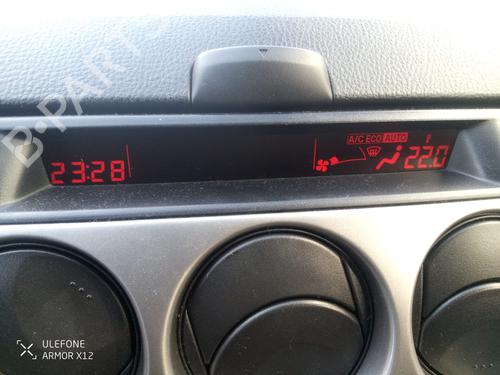 A/C ECO AUTO
23:28
22.0
B-PARTS
ULEFONE
ARMOR X12